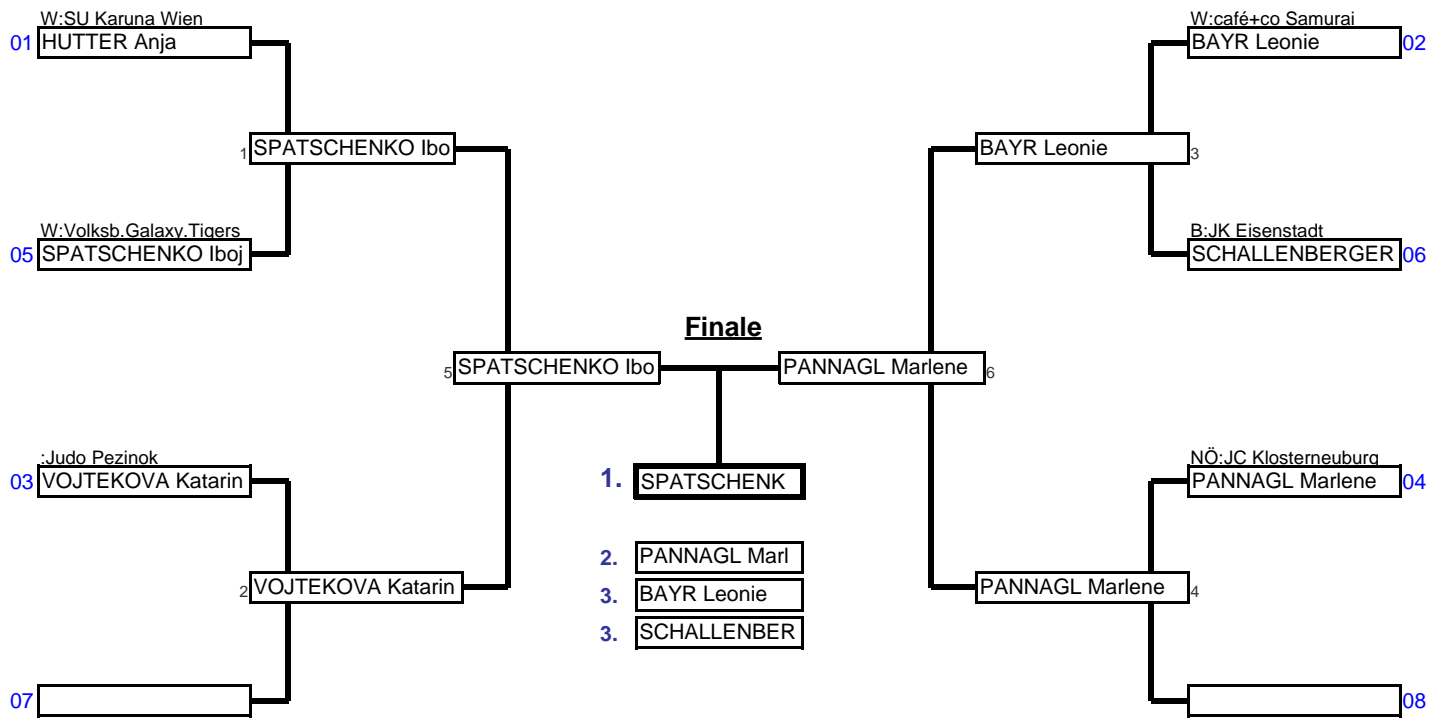 W:SU Karuna Wien
W:café+co Samurai
01 HUTTER Anja
BAYR Leonie 02
1 SPATSCHENKO Ibo
BAYR Leonie 3
W:Volksb.Galaxy.Tigers
B:JK Eisenstadt
05 SPATSCHENKO Iboj
SCHALLENBERGER 06
Finale
5 SPATSCHENKO Ibo
PANNAGL Marlene 6
:Judo Pezinok
NÖ:JC Klosterneuburg
03 VOJTEKOVA Katarin
1. SPATSCHENK
PANNAGL Marlene 04
2. PANNAGL Marl
2 VOJTEKOVA Katarin
3. BAYR Leonie
PANNAGL Marlene 4
3. SCHALLENBER
07
08